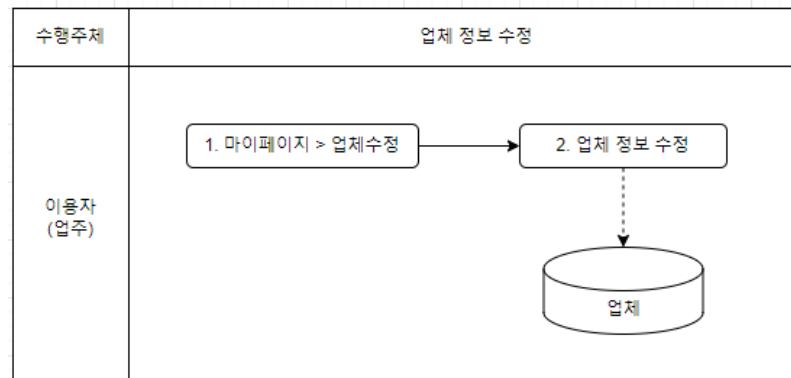 수행주체
업체 정보 수정
1. 마이페이지 > 업체수정
2. 업체 정보 수정
이용자
(업주)
업체